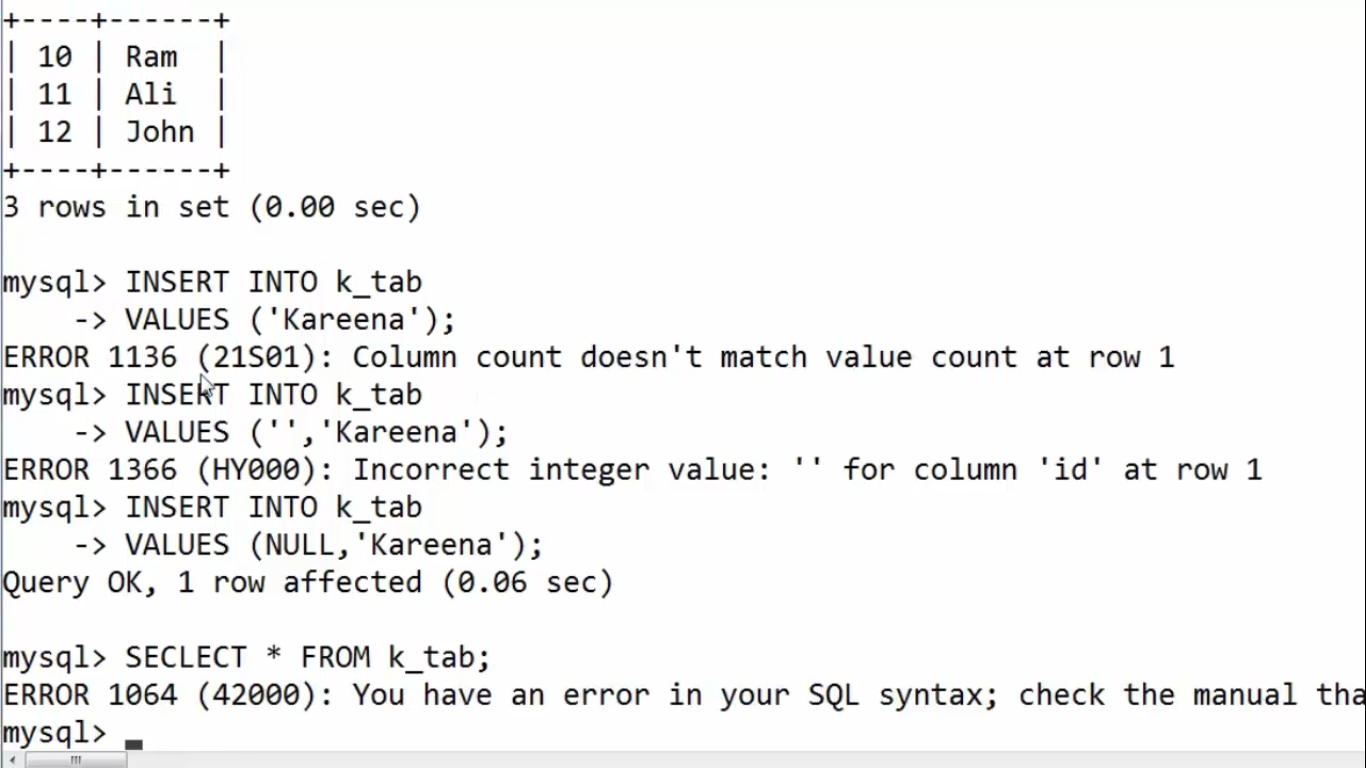 +----+------+
| 10 | Ram  |
| 11 | Ali  |
| 12 | John |
+----+------+
3 rows in set (0.00 sec)

mysql> INSERT INTO k_tab
    -> VALUES ('Kareena');
ERROR 1136 (21S01): Column count doesn't match value count at row 1
mysql> INSERT INTO k_tab
    -> VALUES ('','Kareena');
ERROR 1366 (HY000): Incorrect integer value: '' for column 'id' at row 1
mysql> INSERT INTO k_tab
    -> VALUES (NULL,'Kareena');
Query OK, 1 row affected (0.06 sec)

mysql> SECLECT * FROM k_tab;
ERROR 1064 (42000): You have an error in your SQL syntax; check the manual tha
mysql>